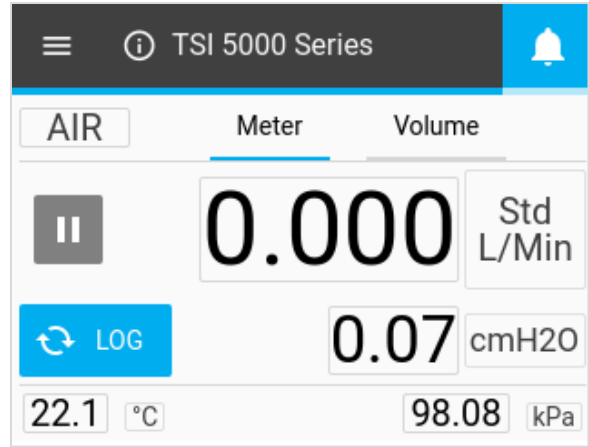 TSI 5000 Series
AIR Meter Volume
0.000 Std L/Min
LOG 0.07 cmH2O
22.1 °C 98.08 kPa